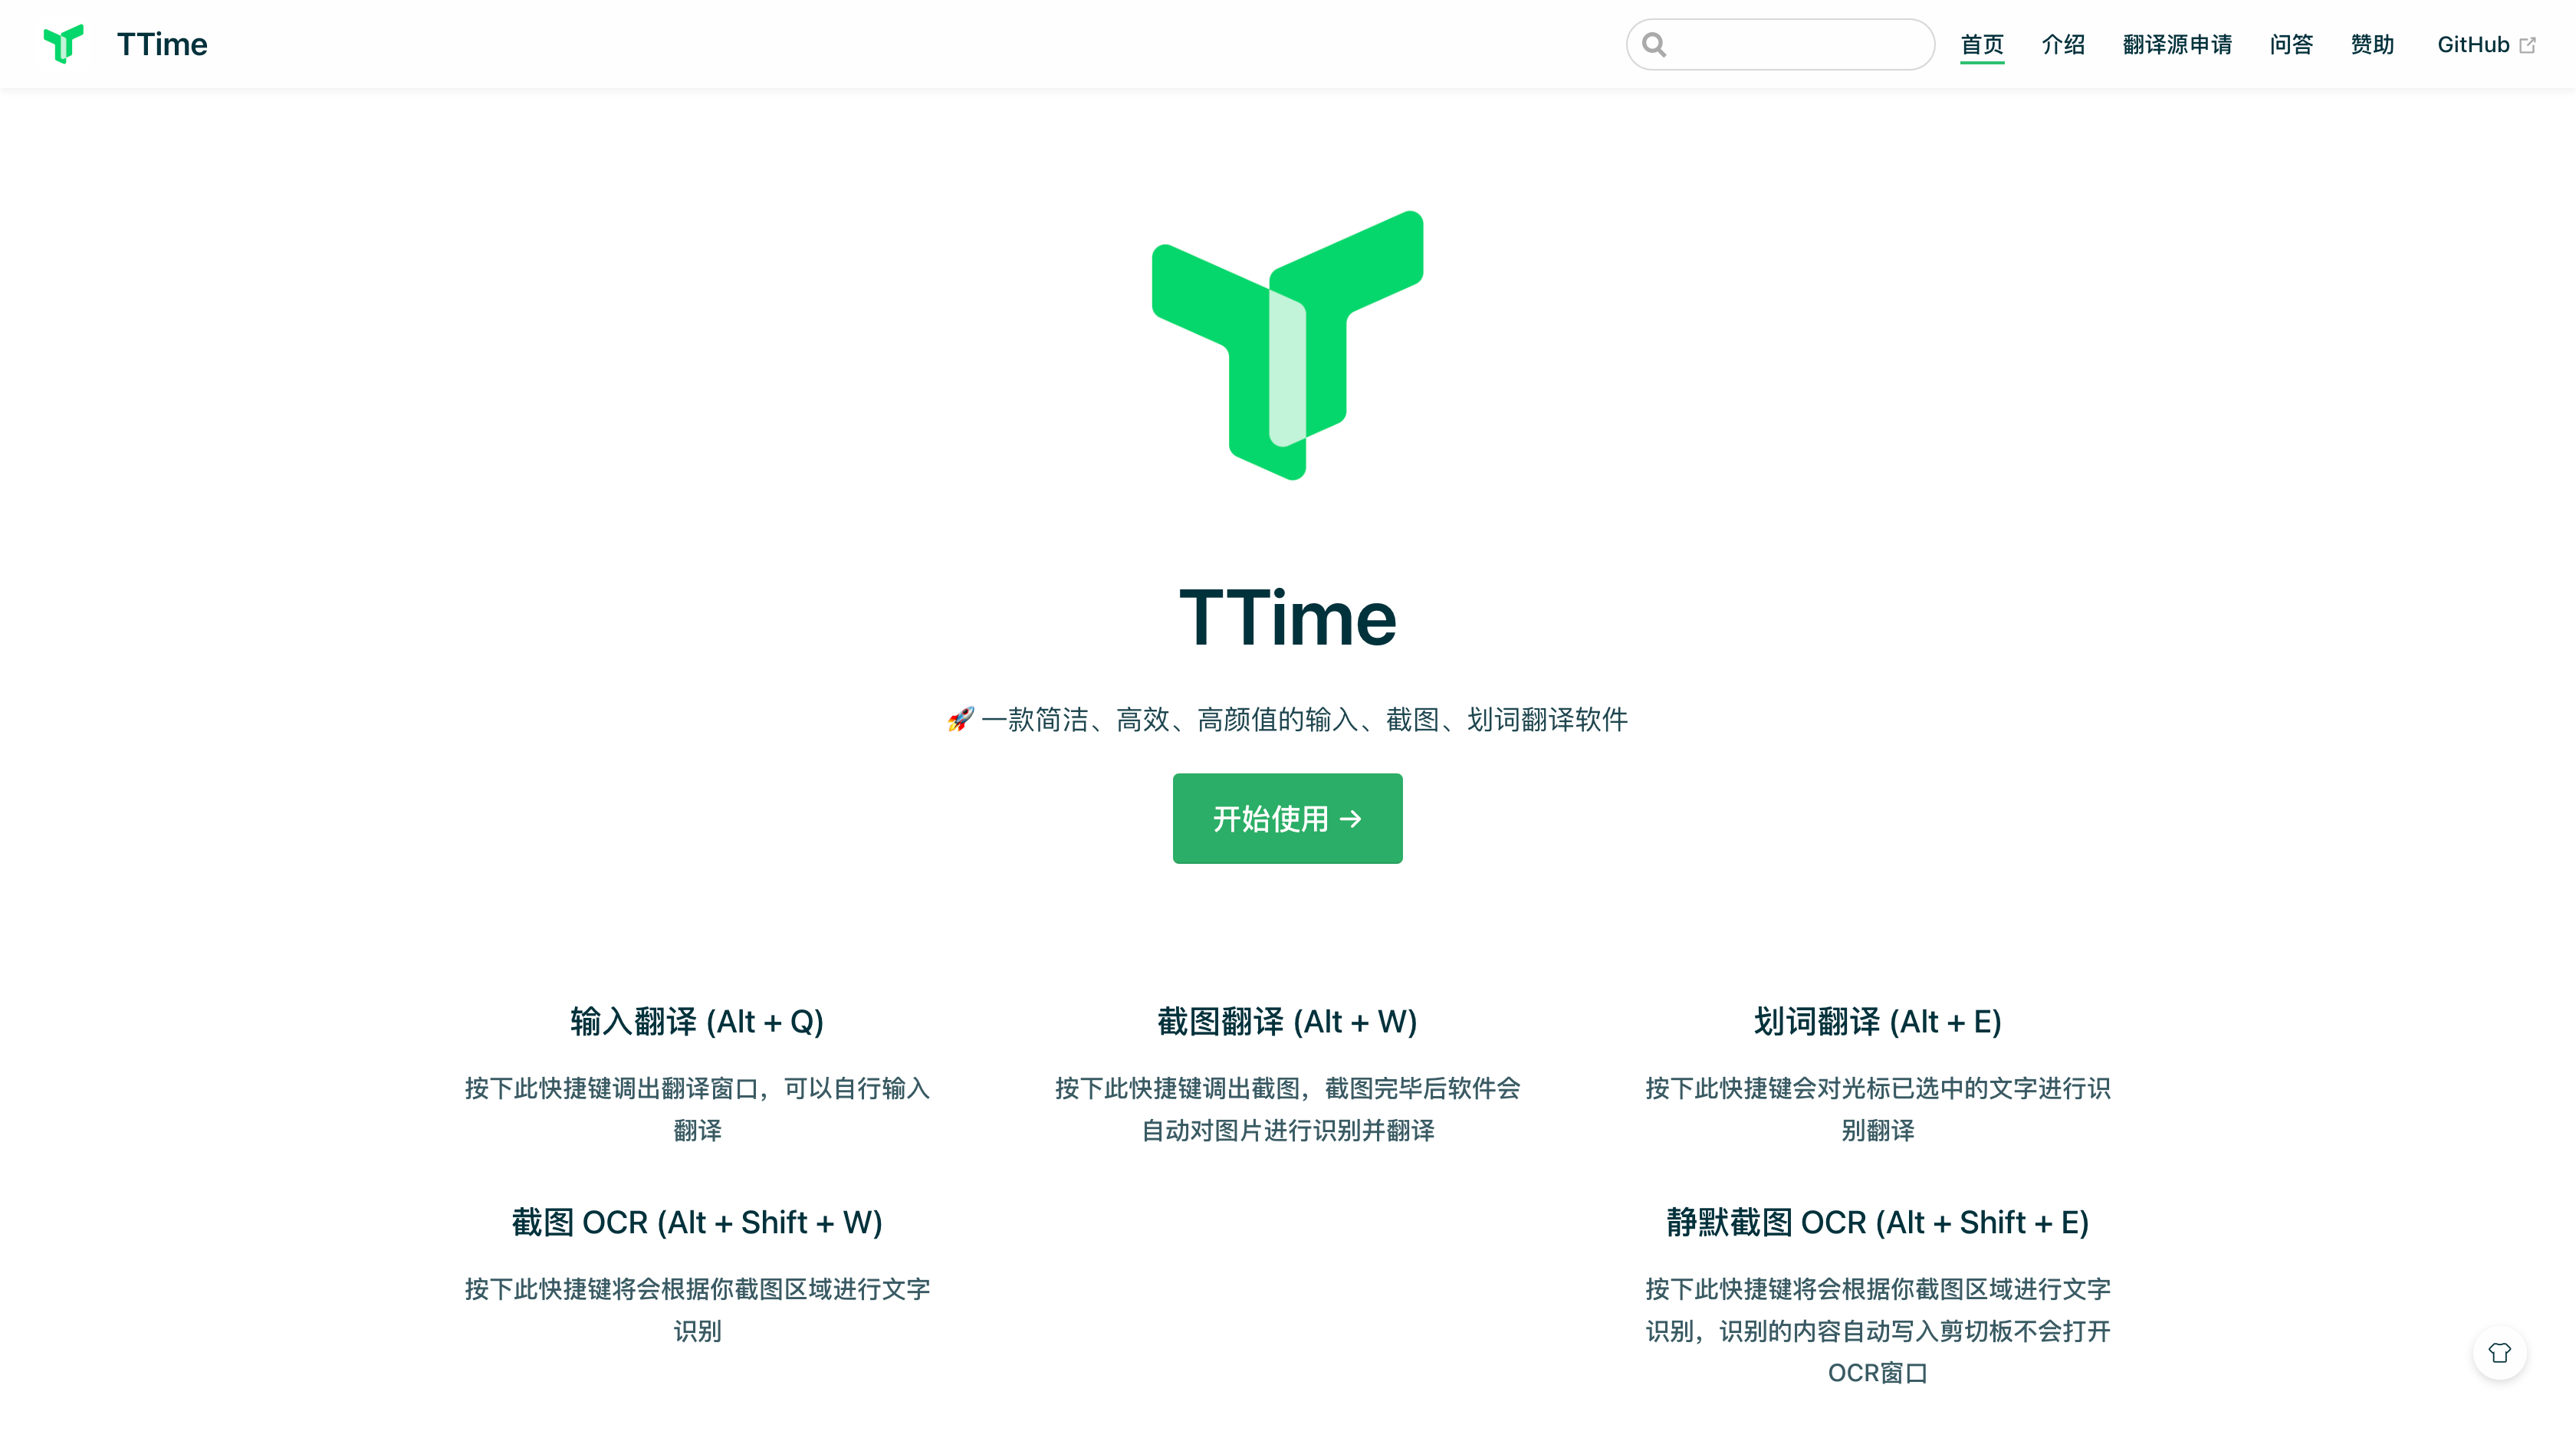 TTime
首页
介绍
翻译源申请
问答
赞助
GitHub
TTime
🚀 一款简洁、高效、高颜值的输入、截图、划词翻译软件
开始使用 →
输入翻译 (Alt + Q)
按下此快捷键调出翻译窗口，可以自行输入
翻译
截图翻译 (Alt + W)
按下此快捷键调出截图，截图完毕后软件会
自动对图片进行识别并翻译
划词翻译 (Alt + E)
按下此快捷键会对光标已选中的文字进行识
别翻译
截图 OCR (Alt + Shift + W)
按下此快捷键将会根据你截图区域进行文字
识别
静默截图 OCR (Alt + Shift + E)
按下此快捷键将会根据你截图区域进行文字
识别，识别的内容自动写入剪切板不会打开
OCR窗口